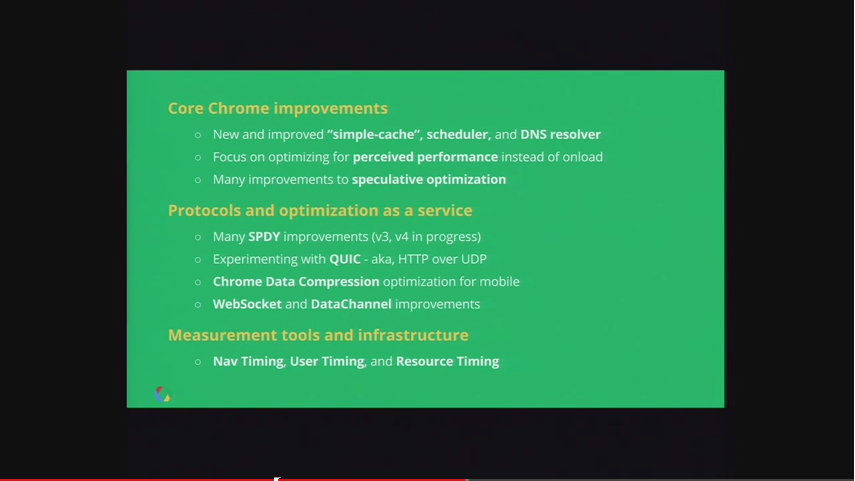 Core Chrome improvements
○ New and improved “simple-cache”, scheduler, and DNS resolver
○ Focus on optimizing for perceived performance instead of onload
○ Many improvements to speculative optimization
Protocols and optimization as a service
○ Many SPDY improvements (v3, v4 in progress)
○ Experimenting with QUIC - aka, HTTP over UDP
○ Chrome Data Compression optimization for mobile
○ WebSocket and DataChannel improvements
Measurement tools and infrastructure
○ Nav Timing, User Timing, and Resource Timing